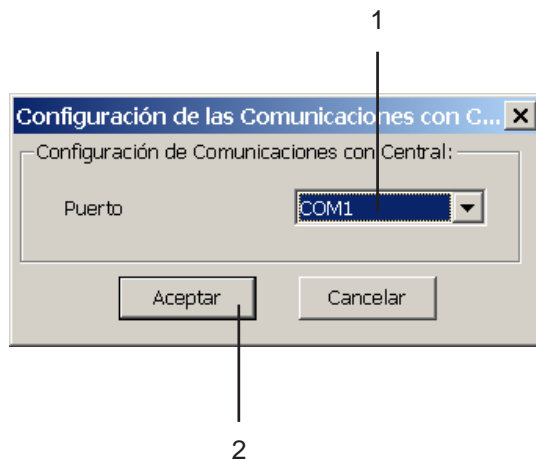 1
Configuración de las Comunicaciones con C...
Configuración de Comunicaciones con Central:
Puerto COM1
Aceptar Cancelar
2